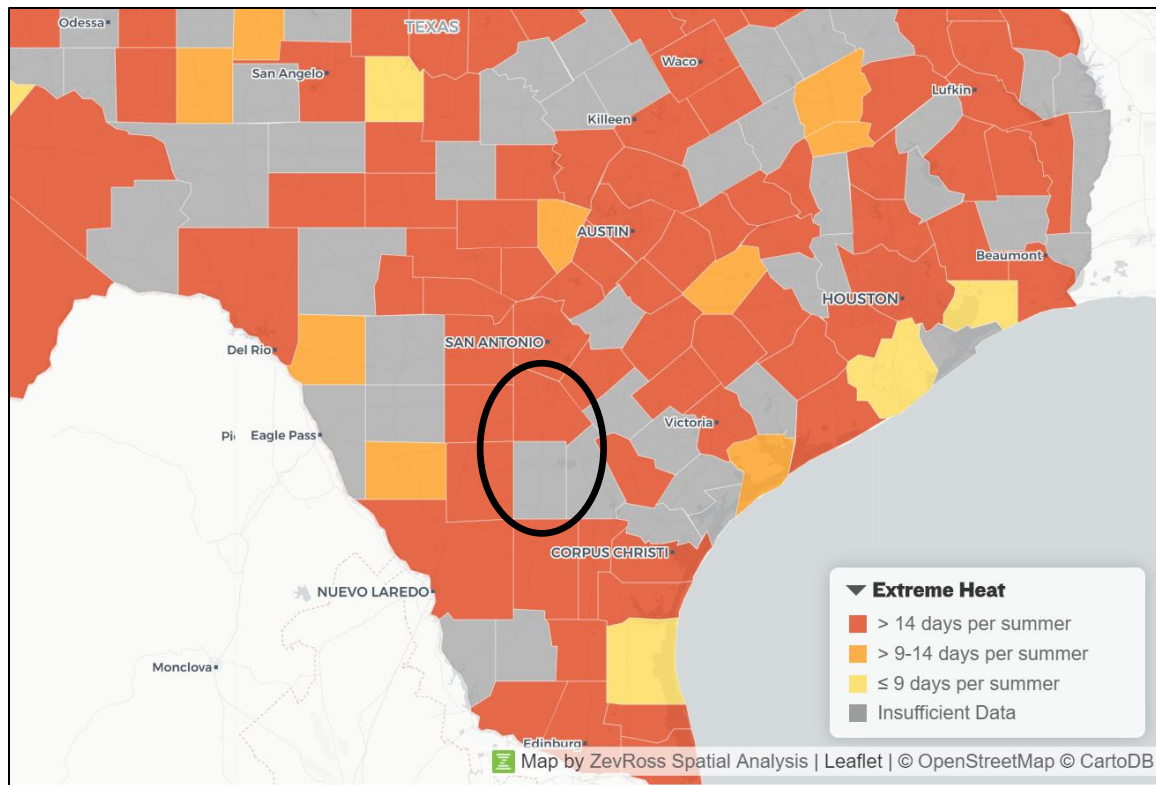 Odessa
TEXAS
Waco
San Angelo
Lufkin
Killeen
AUSTIN
Beaumont
HOUSTON
SAN ANTONIO
Del Rio
Victoria
Pi
Eagle Pass
CORPUS CHRISTI
NUEVO LAREDO
Monclova
Edinburg
Extreme Heat
> 14 days per summer
> 9-14 days per summer
≤ 9 days per summer
Insufficient Data
Map by ZevRoss Spatial Analysis | Leaflet | © OpenStreetMap © CartoDB